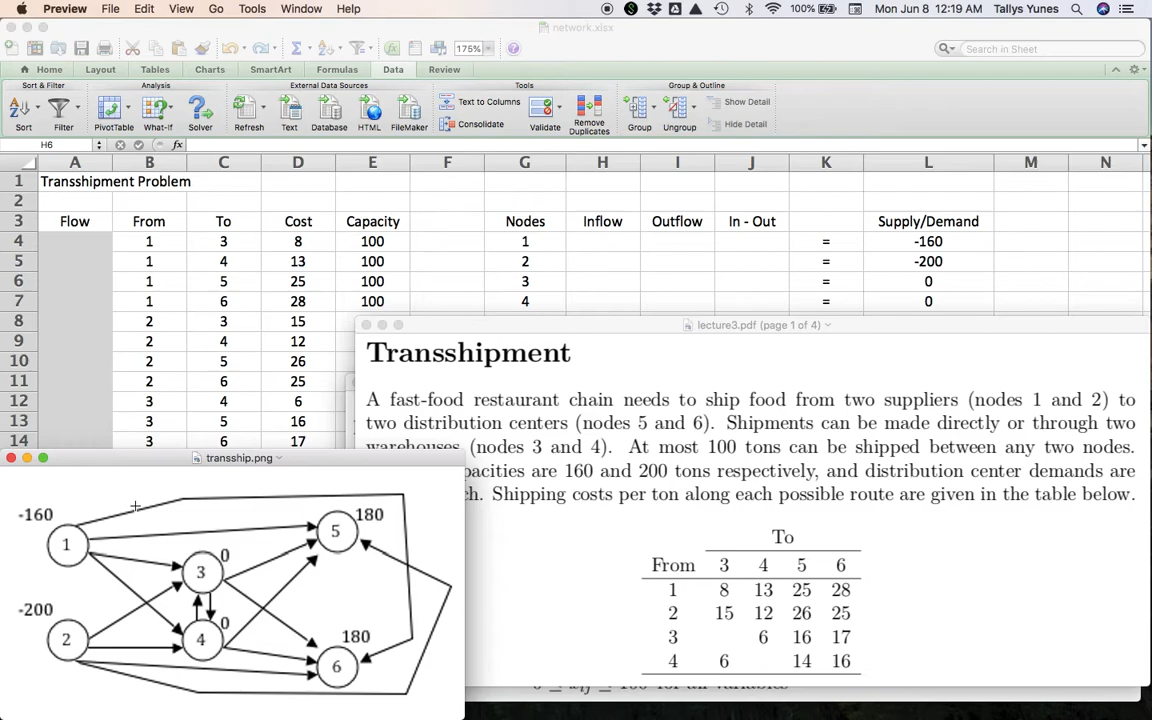 Preview File Edit View Go Tools Window Help 100% Mon Jun 8 12:19 AM Tallys Yunes
network.xlsx
175% Search in Sheet
Home Layout Tables Charts SmartArt Formulas Data Review
Sort & Filter Analysis External Data Sources Tools Group & Outline
Text to Columns Show Detail
Consolidate Hide Detail
Sort Filter PivotTable What-If Solver Refresh Text Database HTML FileMaker Validate Remove Duplicates Group Ungroup
H6 fx
A B C D E F G H I J K L M N
1 Transshipment Problem
2
3 Flow From To Cost Capacity Nodes Inflow Outflow In - Out Supply/Demand
4 1 3 8 100 1 = -160
5 1 4 13 100 2 = -200
6 1 5 25 100 3 = 0
7 1 6 28 100 4 = 0
8 2 3 15
9 2 4 12
10 2 5 26
11 2 6 25
12 3 4 6
13 3 5 16
14 3 6 17
lecture3.pdf (page 1 of 4)
Transshipment
A fast-food restaurant chain needs to ship food from two suppliers (nodes 1 and 2) to
two distribution centers (nodes 5 and 6). Shipments can be made directly or through two
warehouses (nodes 3 and 4). At most 100 tons can be shipped between any two nodes.
capacities are 160 and 200 tons respectively, and distribution center demands are
Shipping costs per ton along each possible route are given in the table below.
To
From 3 4 5 6
1 8 13 25 28
2 15 12 26 25
3 6 16 17
4 6 14 16
for all variables
transship.png
-160 180
1 5
3 0
-200 0 180
2 4 6